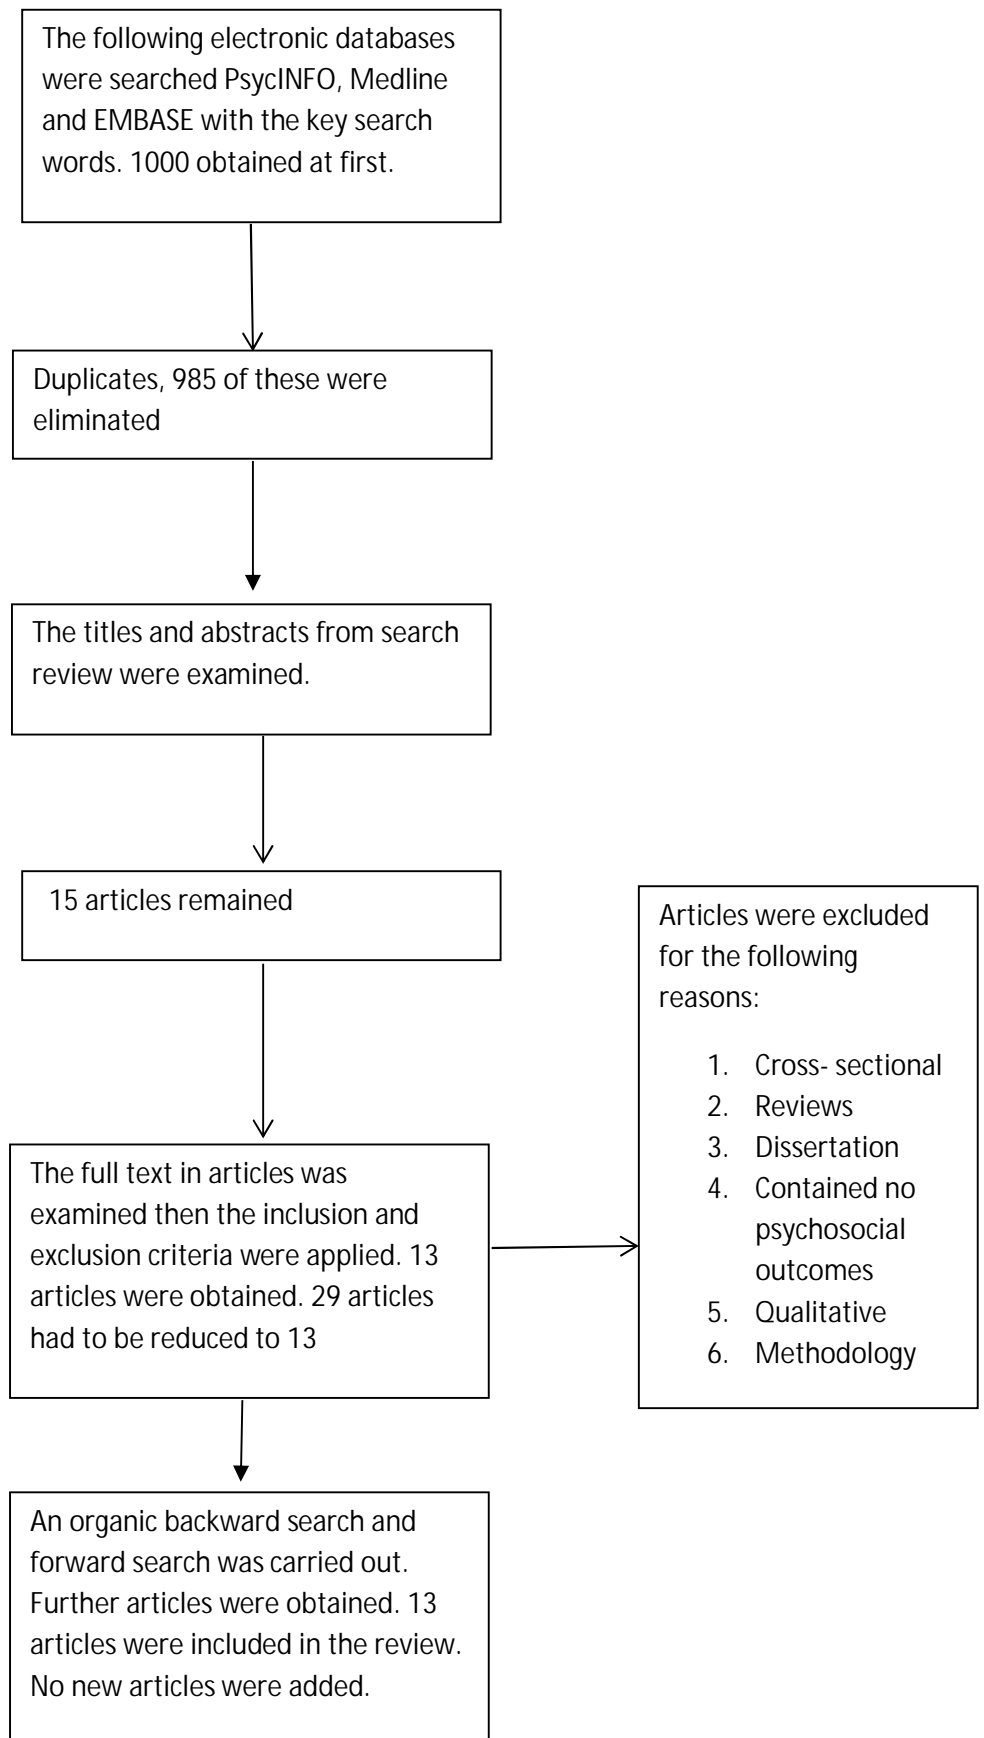 The following electronic databases
were searched PsycINFO, Medline
and EMBASE with the key search
words. 1000 obtained at first.
Duplicates, 985 of these were
eliminated
The titles and abstracts from search
review were examined.
15 articles remained
The full text in articles was
examined then the inclusion and
exclusion criteria were applied. 13
articles were obtained. 29 articles
had to be reduced to 13
Articles were excluded
for the following
reasons:
1. Cross- sectional
2. Reviews
3. Dissertation
4. Contained no
psychosocial
outcomes
5. Qualitative
6. Methodology
An organic backward search and
forward search was carried out.
Further articles were obtained. 13
articles were included in the review.
No new articles were added.